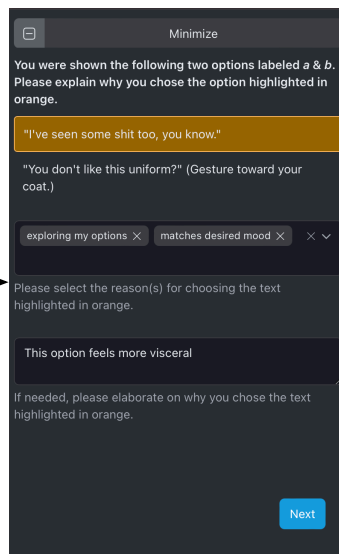 Minimize
You were shown the following two options labeled a & b.
Please explain why you chose the option highlighted in
orange.
"I've seen some shit too, you know."
"You don't like this uniform?" (Gesture toward your
coat.)
exploring my options × matches desired mood ×
Please select the reason(s) for choosing the text
highlighted in orange.
This option feels more visceral
If needed, please elaborate on why you chose the text
highlighted in orange.
Next